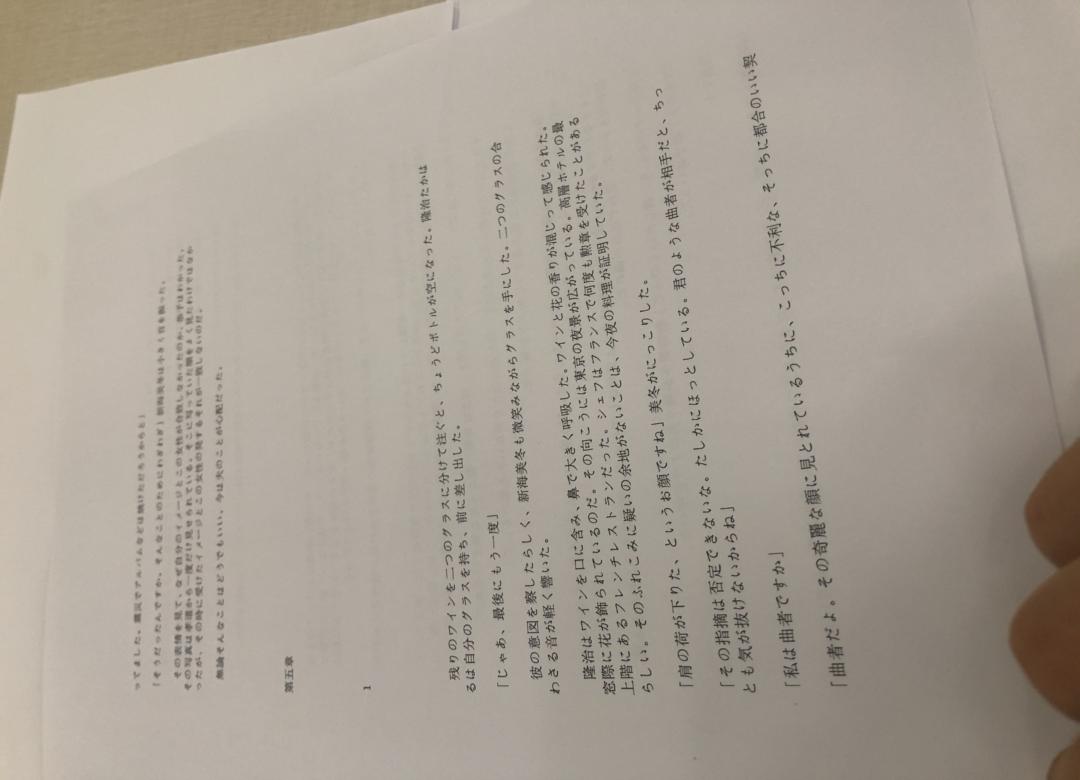 ってました。震災でアルバムなどは焼けただろうからと」
「そうだったんですか。そんなことのためにわざわざ」新海美冬は小さく首を振った。
その表情を見て、なぜ自分のイメージとこの女性が合致しなかったのか、恭子はわかった。
その写真は孝道から一度だけ見せられている。そこに写っていた顔をよく見たわけではなか
ったが、その時に受けたイメージとこの女性の発するそれが一致しないのだ。
無論そんなことはどうでもいい。今は夫のことが心配だった。
第五章
1
残りのワインを二つのグラスに分けて注ぐと、ちょうどボトルが空になった。隆治たかは
るは自分のグラスを持ち、前に差し出した。
「じゃあ、最後にもう一度」
彼の意図を察したらしく、新海美冬も微笑みながらグラスを手にした。二つのグラスの合
わさる音が軽く響いた。
隆治はワインを口に含み、鼻で大きく呼吸した。ワインと花の香りが混じって感じられた。
窓際に花が飾られているのだ。その向こうには東京の夜景が広がっている。高層ホテルの最
上階にあるフレンチレストランだった。シェフはフランスで何度も勲章を受けたことがある
らしい。そのふれこみに疑いの余地がないことは、今夜の料理が証明していた。
「肩の荷が下りた、というお顔ですね」美冬がにっこりした。
「その指摘は否定できないな。たしかにほっとしている。君のような曲者が相手だと、ちっ
とも気が抜けないからね」
「私は曲者ですか」
「曲者だよ。その奇麗な顔に見とれているうちに、こっちに不利な、そっちに都合のいい契